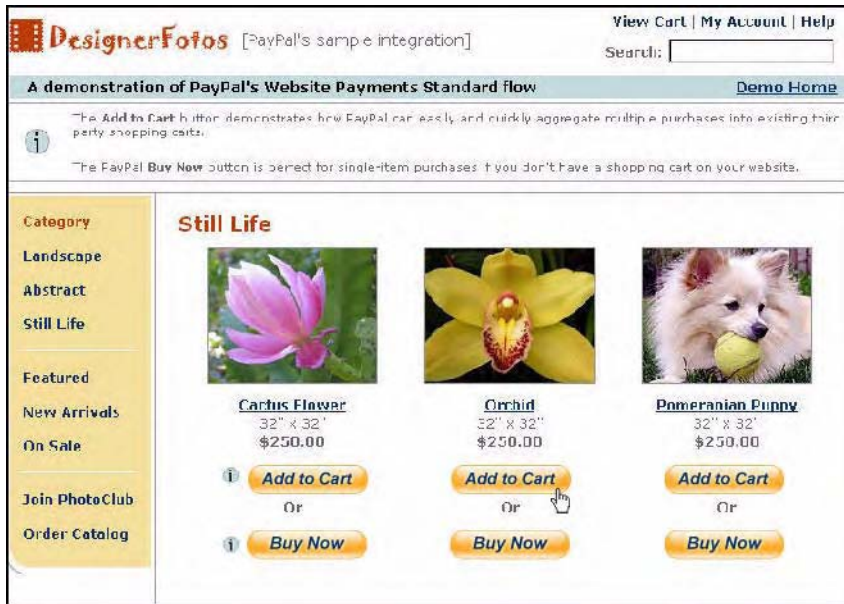 DesignerFotos [PayPal's sample integration]
View Cart | My Account | Help
Search:
A demonstration of PayPal's Website Payments Standard flow
Demo Home
The Add to Cart button demonstrates how PayPal can easily and quickly aggregate multiple purchases into existing third
party shopping carts.
The PayPal Buy Now button is perfect for single-item purchases if you don't have a shopping cart on your website.
Category
Landscape
Abstract
Still Life
Featured
New Arrivals
On Sale
Join PhotoClub
Order Catalog
Still Life
Cactus Flower
32" x 32"
$250.00
i Add to Cart
Or
i Buy Now
Orchid
32" x 32"
$250.00
Add to Cart
Or
Buy Now
Pomeranian Puppy
32" x 32"
$250.00
Add to Cart
Or
Buy Now